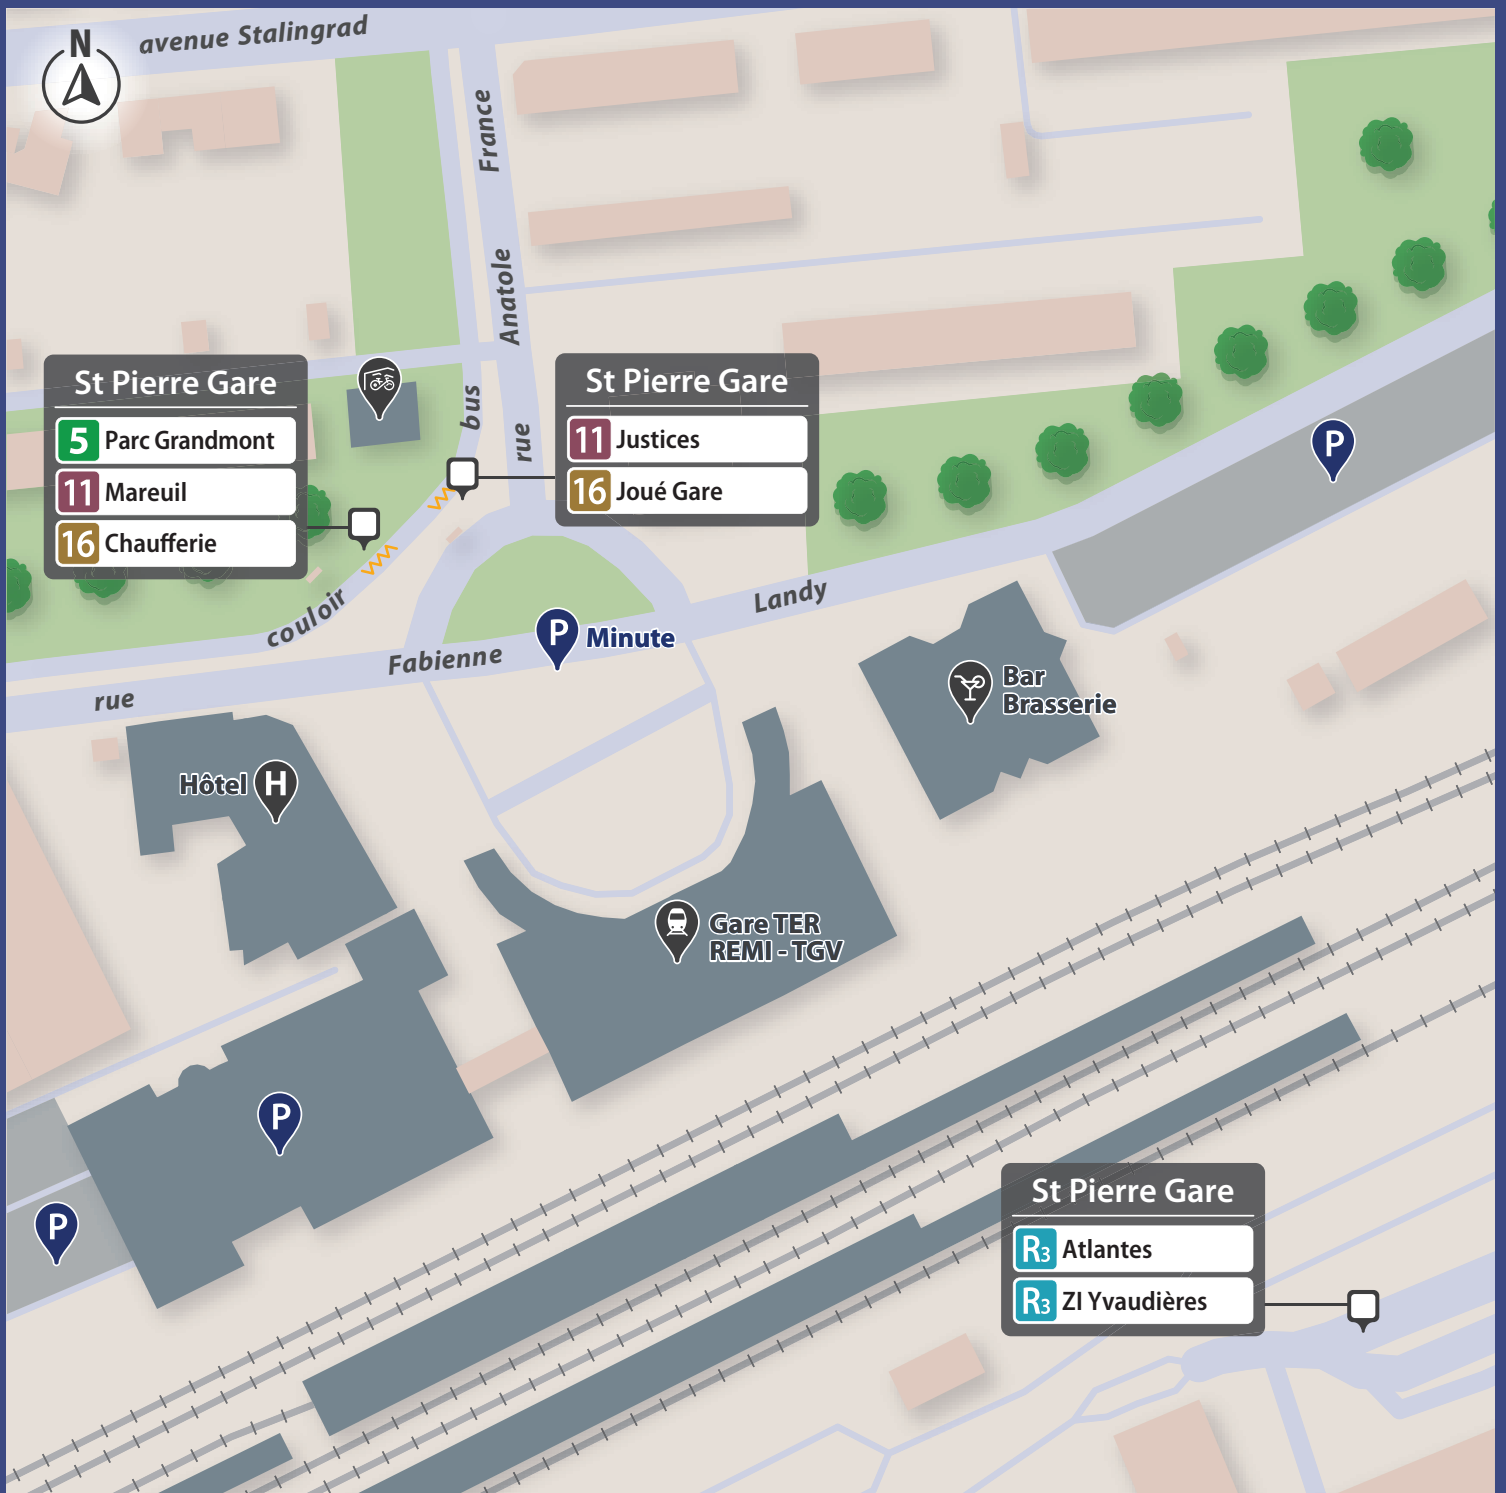 N
avenue Stalingrad
rue Anatole France
St Pierre Gare
5 Parc Grandmont
11 Mareuil
16 Chaufferie
St Pierre Gare
11 Justices
16 Joué Gare
couloir bus
P
P Minute
rue Fabienne Landy
Bar
Brasserie
Hôtel H
Gare TER
REMI - TGV
P
P
St Pierre Gare
R3 Atlantes
R3 ZI Yvaudières